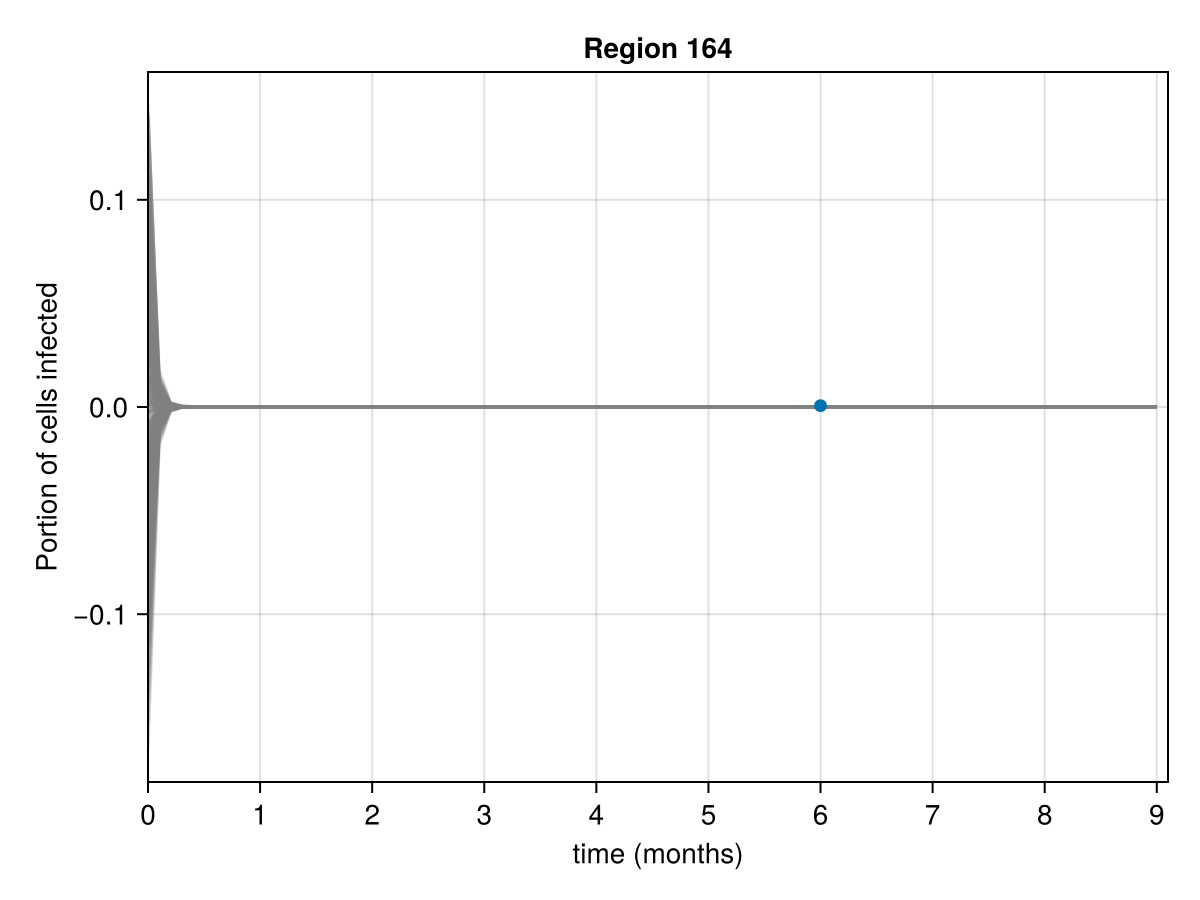 Region 164
Portion of cells infected
0.1
0.0
−0.1
0 1 2 3 4 5 6 7 8 9
time (months)